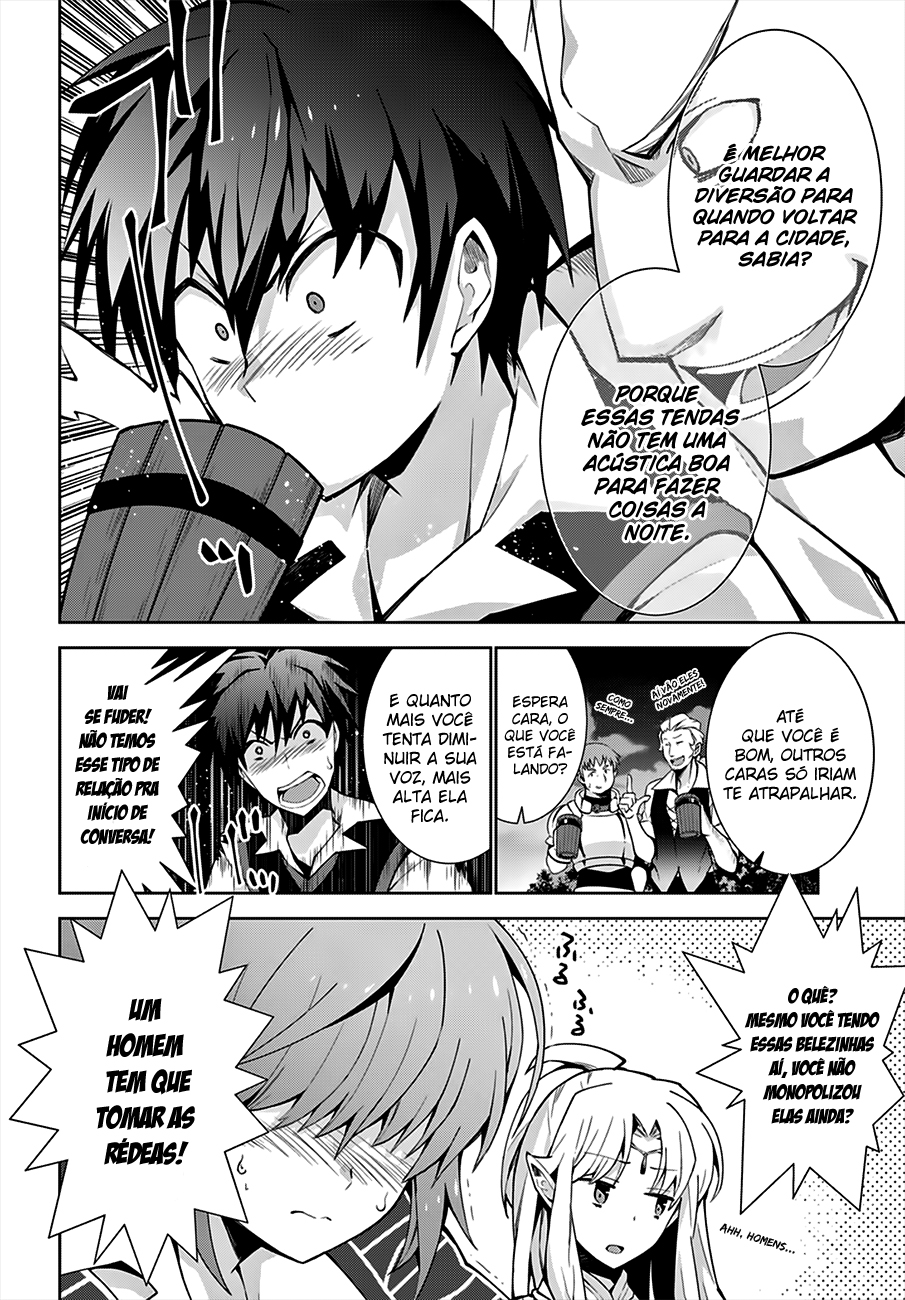 É MELHOR
GUARDAR A
DIVERSÃO PARA
QUANDO VOLTAR
PARA A CIDADE,
SABIA?
PORQUE
ESSAS TENDAS
NÃO TEM UMA
ACÚSTICA BOA
PARA FAZER
COISAS A
NOITE.
ATÉ
QUE VOCÊ É
BOM, OUTROS
CARAS SÓ IRIAM
TE ATRAPALHAR.
AÍ VÃO ELES
NOVAMENTE!
COMO
SEMPRE...
ESPERA
CARA, O
QUE VOCÊ
ESTÁ FA-
LANDO?
E QUANTO
MAIS VOCÊ
TENTA DIMI-
NUIR A SUA
VOZ, MAIS
ALTA ELA
FICA.
VAI
SE FUDER!
NÃO TEMOS
ESSE TIPO DE
RELAÇÃO PRA
INÍCIO DE
CONVERSA!
O QUÊ?
MESMO VOCÊ TENDO
ESSAS BELEZINHAS
AÍ, VOCÊ NÃO
MONOPOLIZOU
ELAS AINDA?
ぷる
ぷる
AHH, HOMENS...
UM
HOMEM
TEM QUE
TOMAR AS
RÉDEAS!